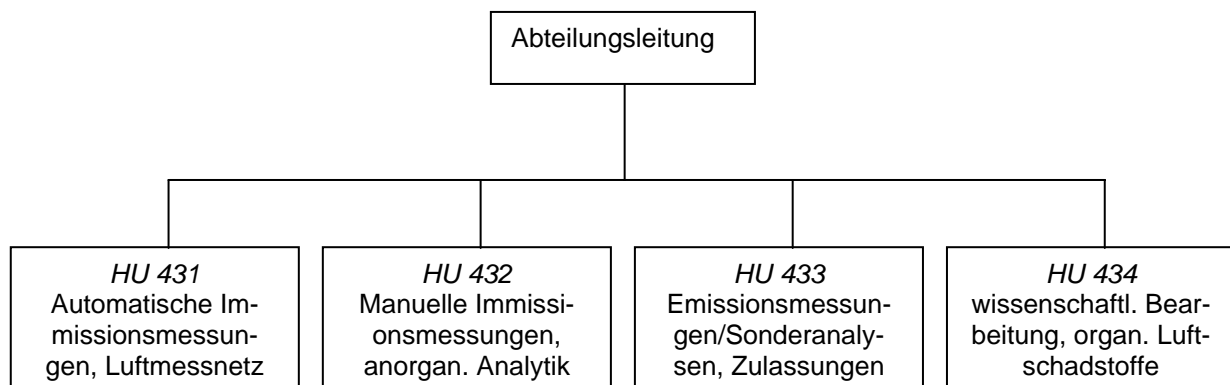 Abteilungsleitung
HU 431
Automatische Im-
missionsmessun-
gen, Luftmessnetz
HU 432
Manuelle Immissi-
onsmessungen,
anorgan. Analytik
HU 433
Emissionsmessun-
gen/Sonderanaly-
sen, Zulassungen
HU 434
wissenschaftl. Bear-
beitung, organ. Luft-
schadstoffe